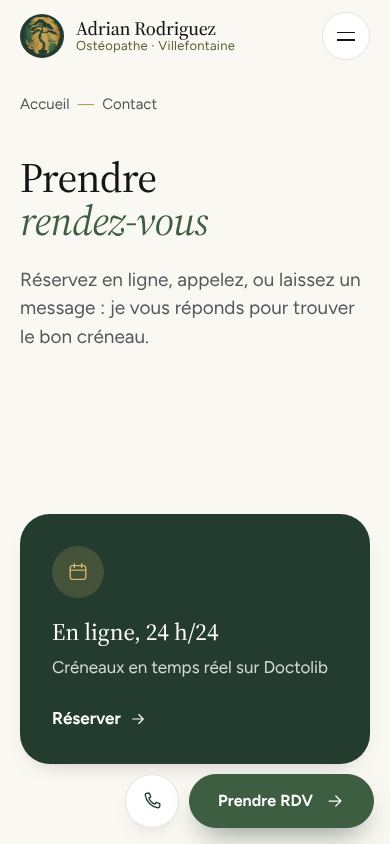 Adrian Rodriguez
Ostéopathe · Villefontaine
Accueil — Contact
Prendre
rendez-vous
Réservez en ligne, appelez, ou laissez un
message : je vous réponds pour trouver
le bon créneau.
En ligne, 24 h/24
Créneaux en temps réel sur Doctolib
Réserver →
Prendre RDV →